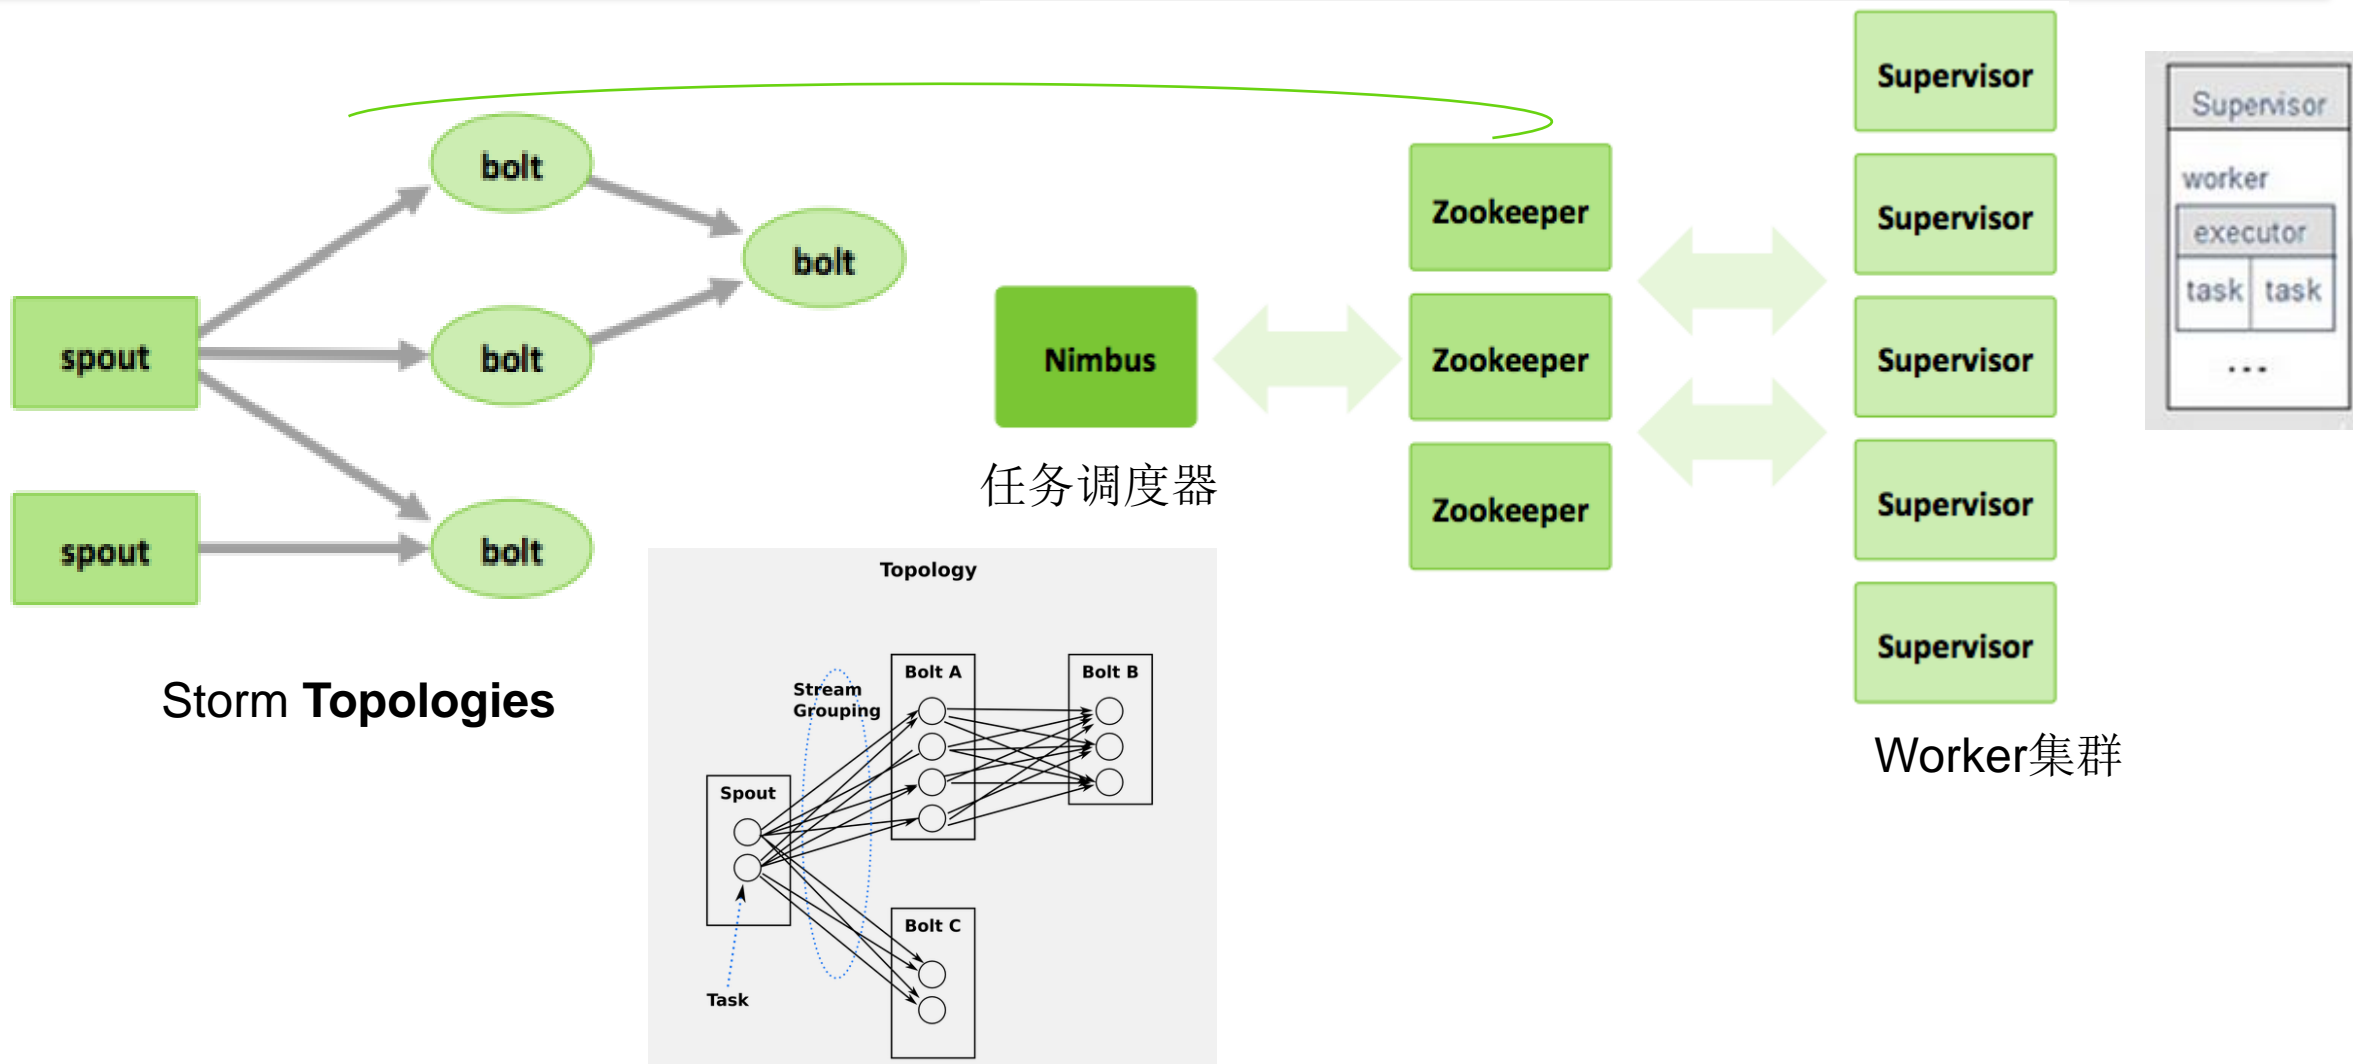 bolt
bolt
bolt
bolt
spout
spout
Storm Topologies
Nimbus
任务调度器
Zookeeper
Zookeeper
Zookeeper
Supervisor
Supervisor
Supervisor
Supervisor
Supervisor
Worker集群
Supervisor
worker
executor
task task
...
Topology
Stream
Grouping
Bolt A
Bolt B
Spout
Bolt C
Task